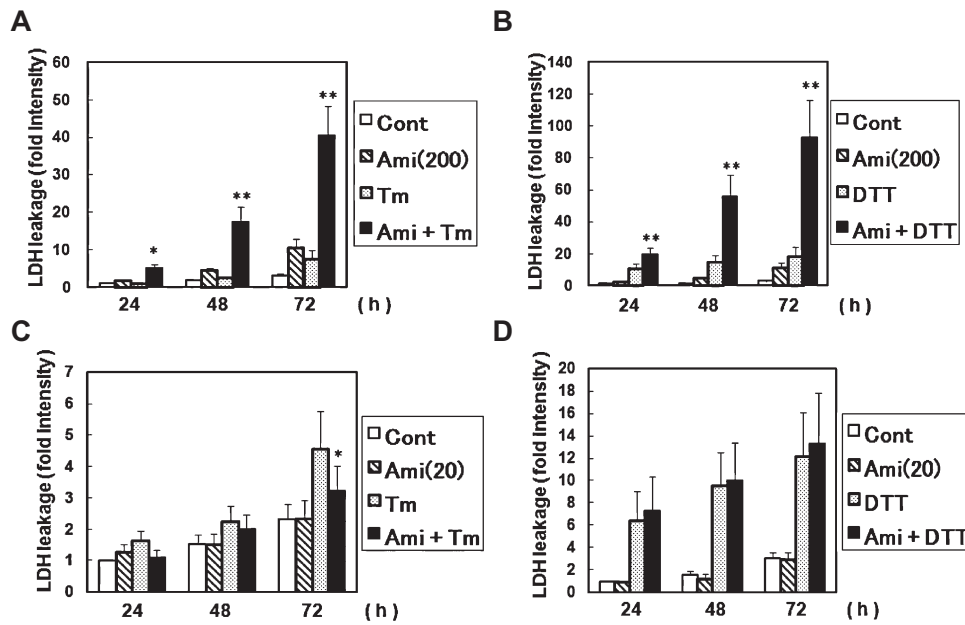 A
LDH leakage (fold Intensity)
60
50
40
30
20
10
0
*
**
**
24 48 72 (h)
Cont
Ami(200)
Tm
Ami + Tm
B
LDH leakage (fold Intensity)
140
120
100
80
60
40
20
0
**
**
**
24 48 72 (h)
Cont
Ami(200)
DTT
Ami + DTT
C
LDH leakage (fold Intensity)
7
6
5
4
3
2
1
0
*
24 48 72 (h)
Cont
Ami(20)
Tm
Ami + Tm
D
LDH leakage (fold Intensity)
20
18
16
14
12
10
8
6
4
2
0
24 48 72 (h)
Cont
Ami(20)
DTT
Ami + DTT